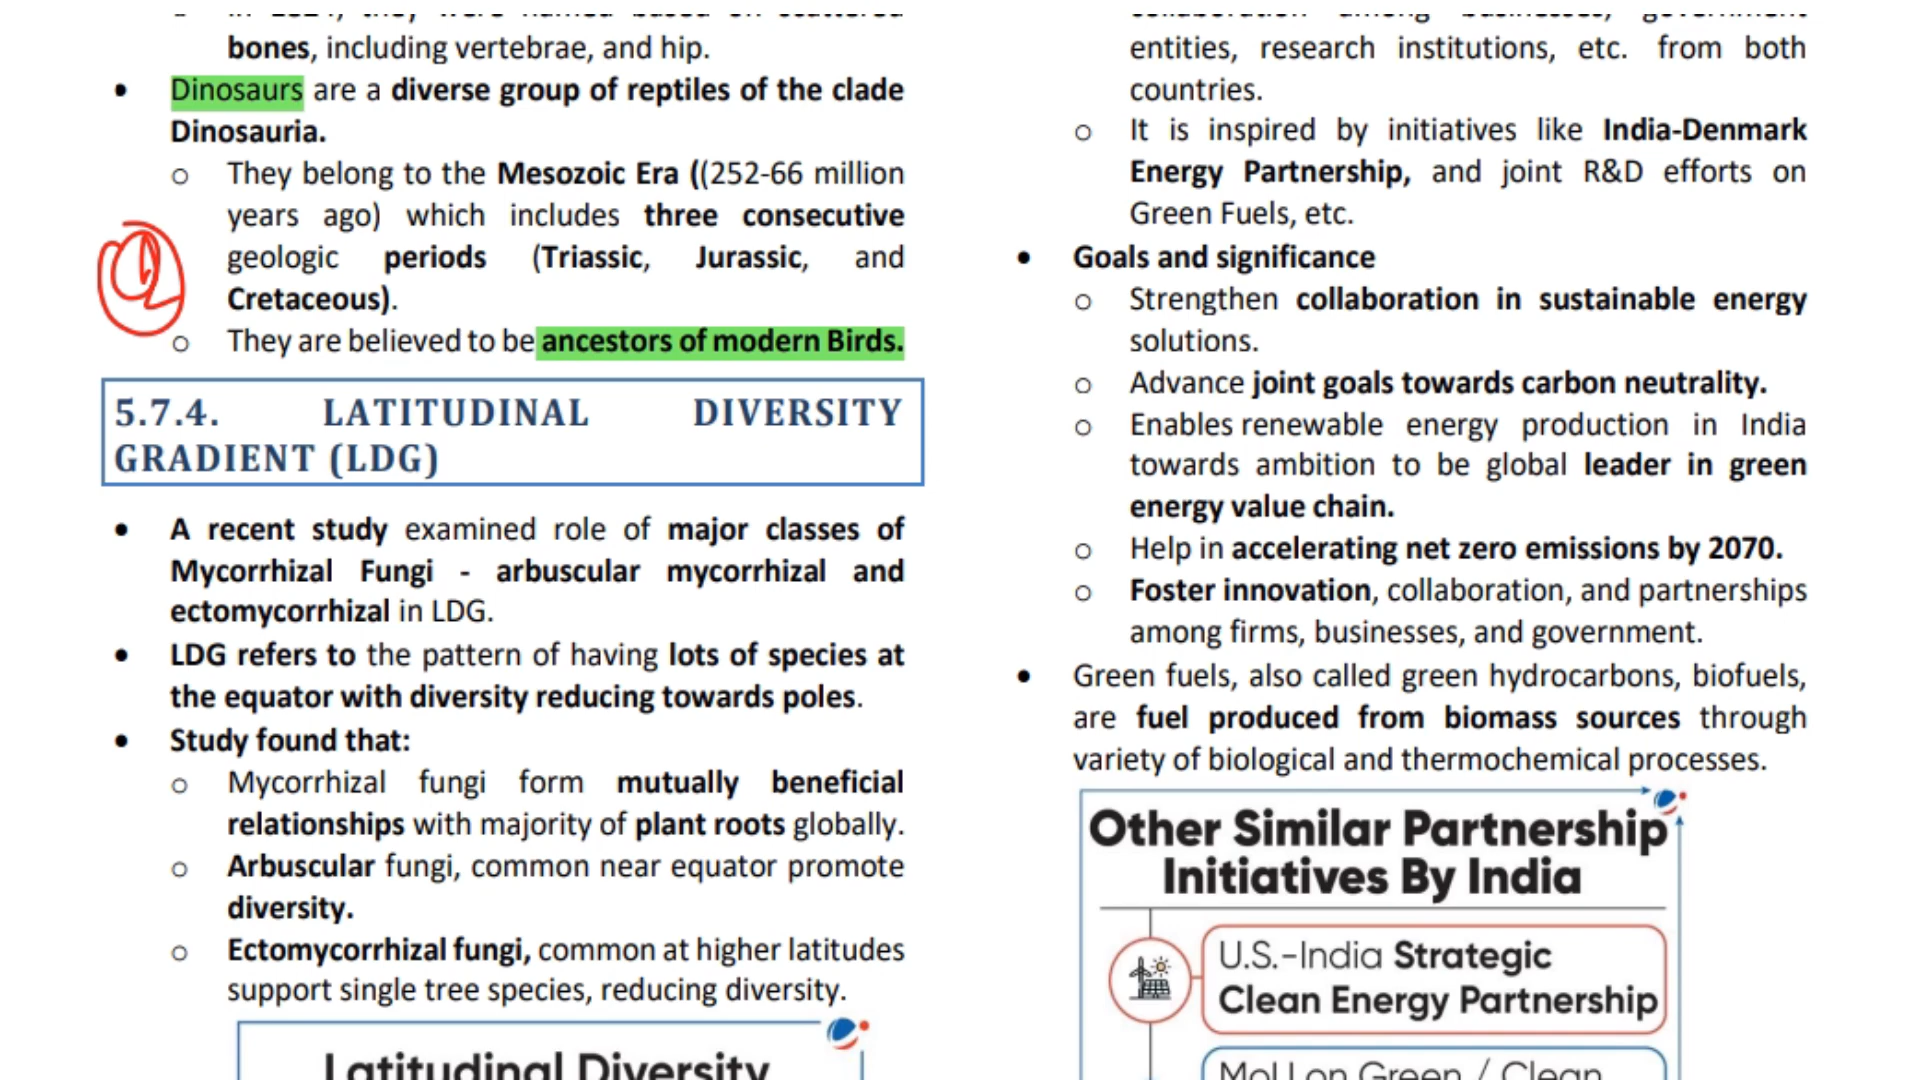 bones, including vertebrae, and hip.
• Dinosaurs are a diverse group of reptiles of the clade
Dinosauria.
o They belong to the Mesozoic Era ((252-66 million
years ago) which includes three consecutive
geologic periods (Triassic, Jurassic, and
Cretaceous).
o They are believed to be ancestors of modern Birds.
5.7.4. LATITUDINAL DIVERSITY
GRADIENT (LDG)
• A recent study examined role of major classes of
Mycorrhizal Fungi - arbuscular mycorrhizal and
ectomycorrhizal in LDG.
• LDG refers to the pattern of having lots of species at
the equator with diversity reducing towards poles.
• Study found that:
o Mycorrhizal fungi form mutually beneficial
relationships with majority of plant roots globally.
o Arbuscular fungi, common near equator promote
diversity.
o Ectomycorrhizal fungi, common at higher latitudes
support single tree species, reducing diversity.
Latitudinal Diversity
collaboration among businesses, government
entities, research institutions, etc. from both
countries.
o It is inspired by initiatives like India-Denmark
Energy Partnership, and joint R&D efforts on
Green Fuels, etc.
• Goals and significance
o Strengthen collaboration in sustainable energy
solutions.
o Advance joint goals towards carbon neutrality.
o Enables renewable energy production in India
towards ambition to be global leader in green
energy value chain.
o Help in accelerating net zero emissions by 2070.
o Foster innovation, collaboration, and partnerships
among firms, businesses, and government.
• Green fuels, also called green hydrocarbons, biofuels,
are fuel produced from biomass sources through
variety of biological and thermochemical processes.
Other Similar Partnership
Initiatives By India
U.S.-India Strategic
Clean Energy Partnership
MoU on Green / Clean